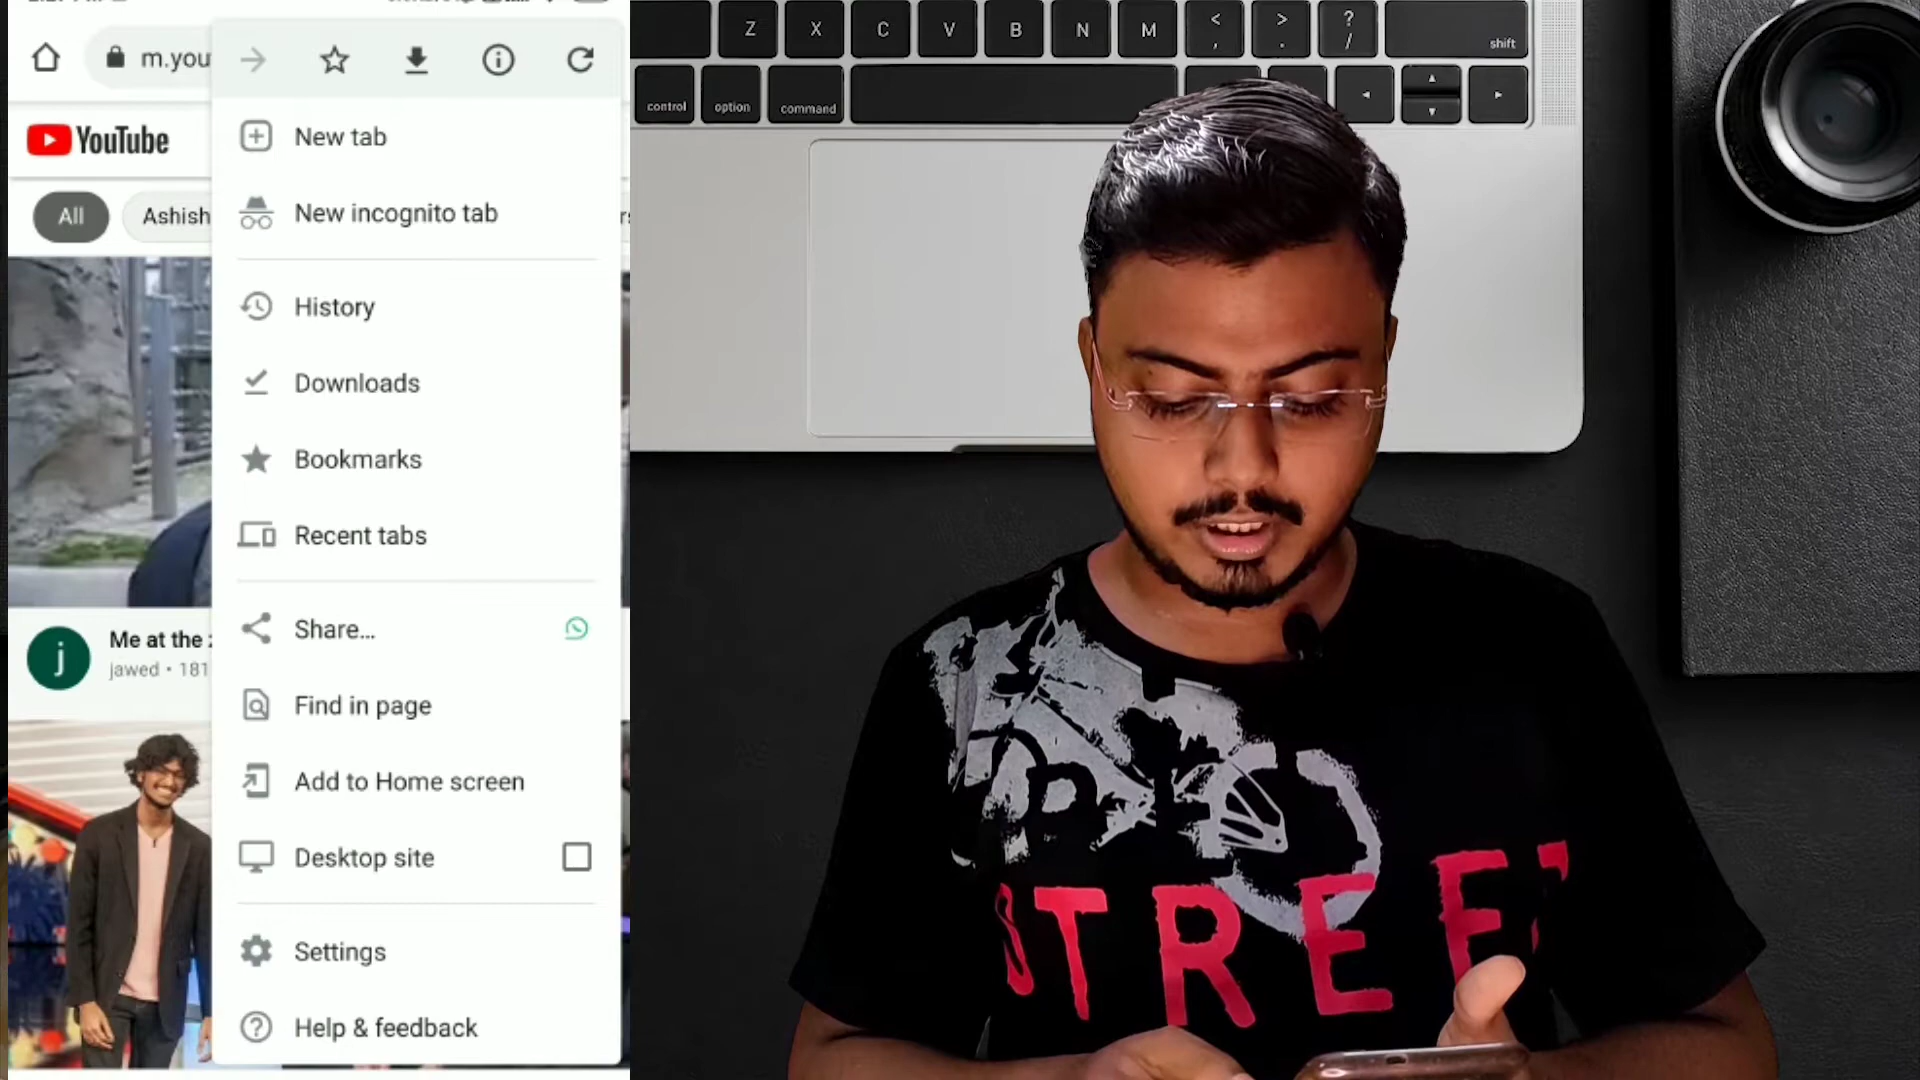 m.you
YouTube
All
Ashish
New tab
New incognito tab
History
Downloads
Bookmarks
Recent tabs
Share...
Me at the
jawed • 181
Find in page
Add to Home screen
Desktop site
Settings
Help & feedback
j
Z X C V B N M < , > . ? /
shift
control
option
command
STREE